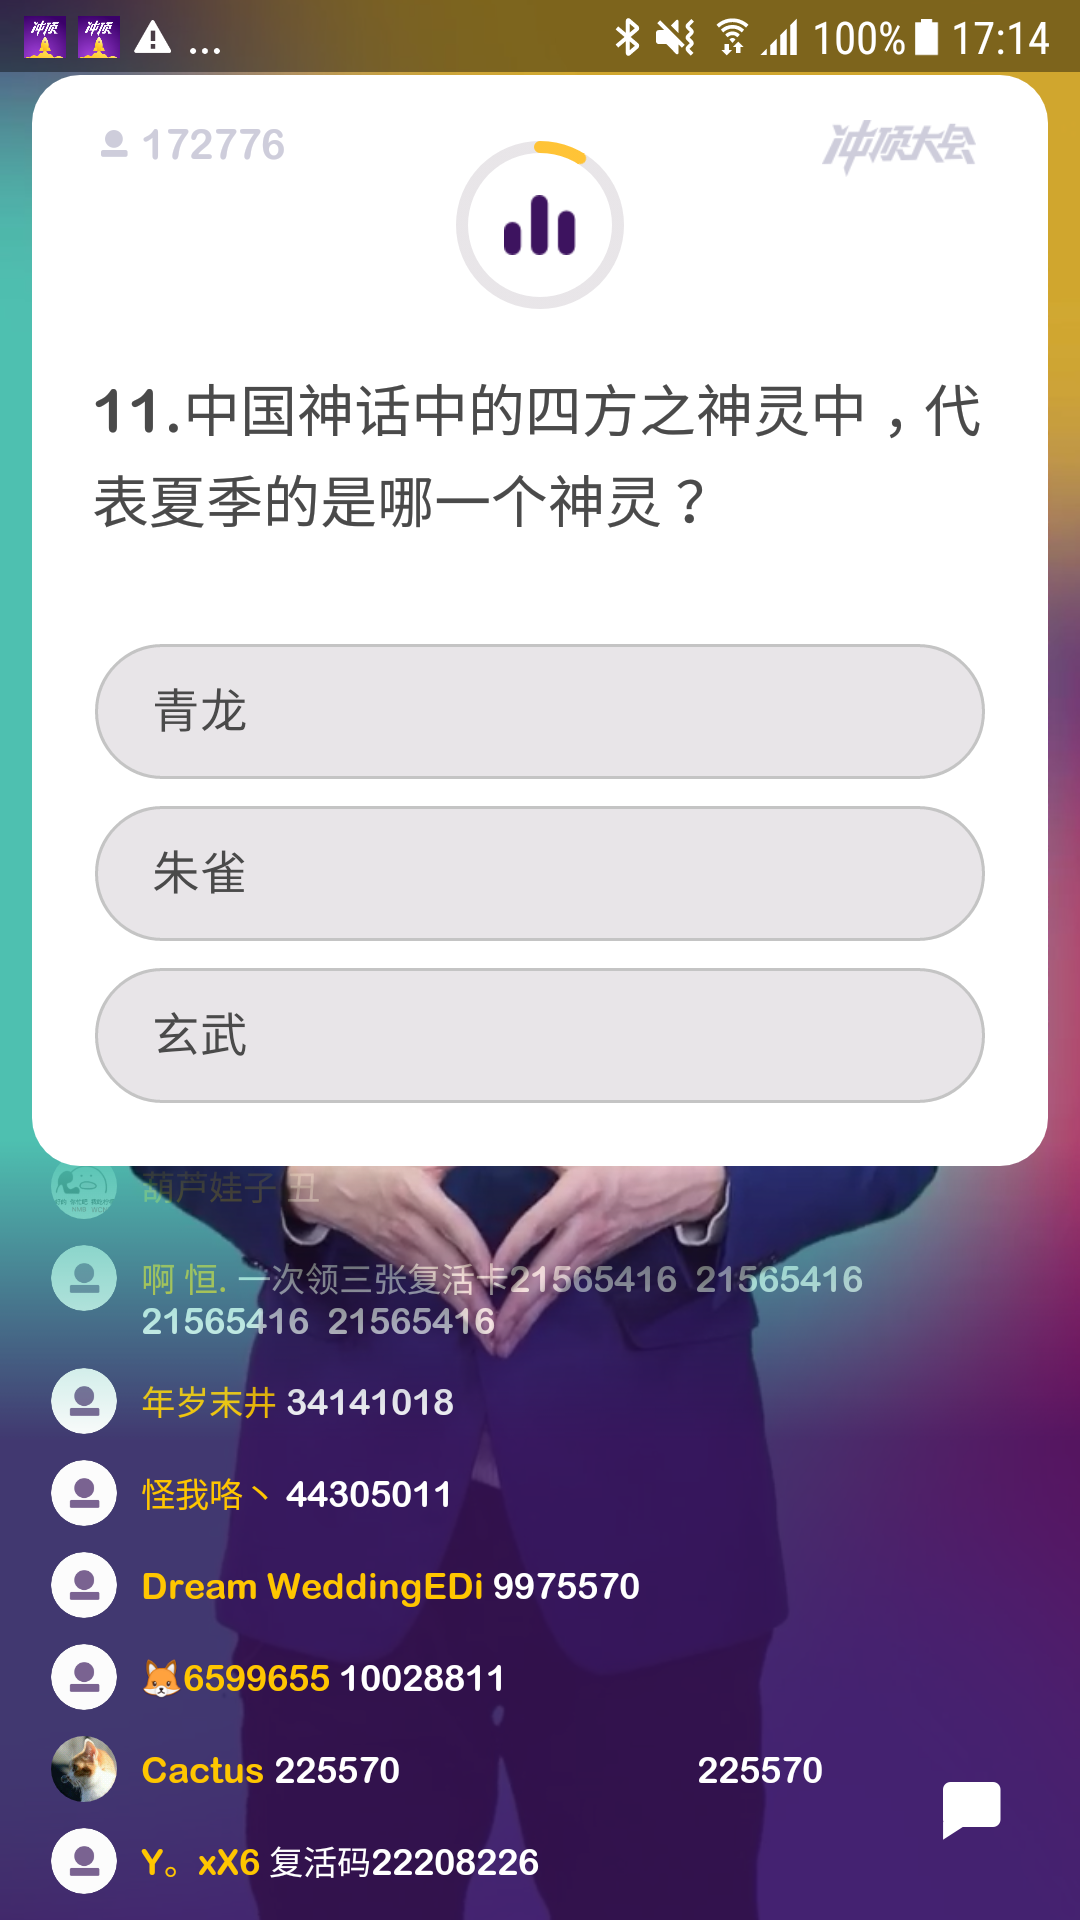 冲顶 冲顶 ... 100% 17:14
172776 冲顶大会
11.中国神话中的四方之神灵中，代
表夏季的是哪一个神灵？
青龙
朱雀
玄武
葫芦娃子 丑
啊 恒. 一次领三张复活卡21565416 21565416
21565416 21565416
年岁末井 34141018
怪我咯丶 44305011
Dream WeddingEDi 9975570
🦊6599655 10028811
Cactus 225570 225570
Y。xX6 复活码22208226